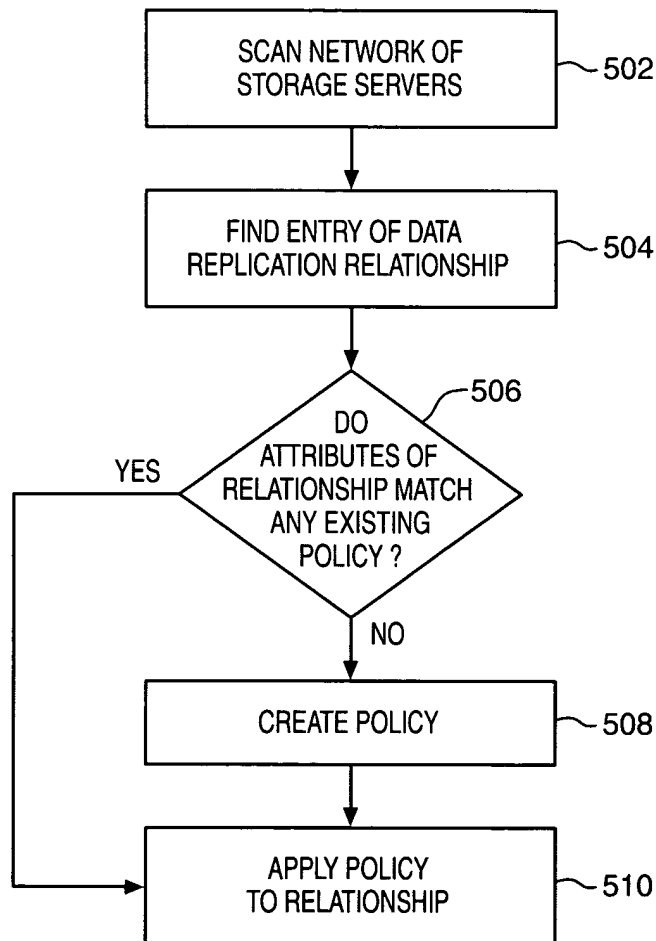 SCAN NETWORK OF
STORAGE SERVERS
502
FIND ENTRY OF DATA
REPLICATION RELATIONSHIP
504
506
DO
ATTRIBUTES OF
RELATIONSHIP MATCH
ANY EXISTING
POLICY ?
YES
NO
CREATE POLICY
508
APPLY POLICY
TO RELATIONSHIP
510